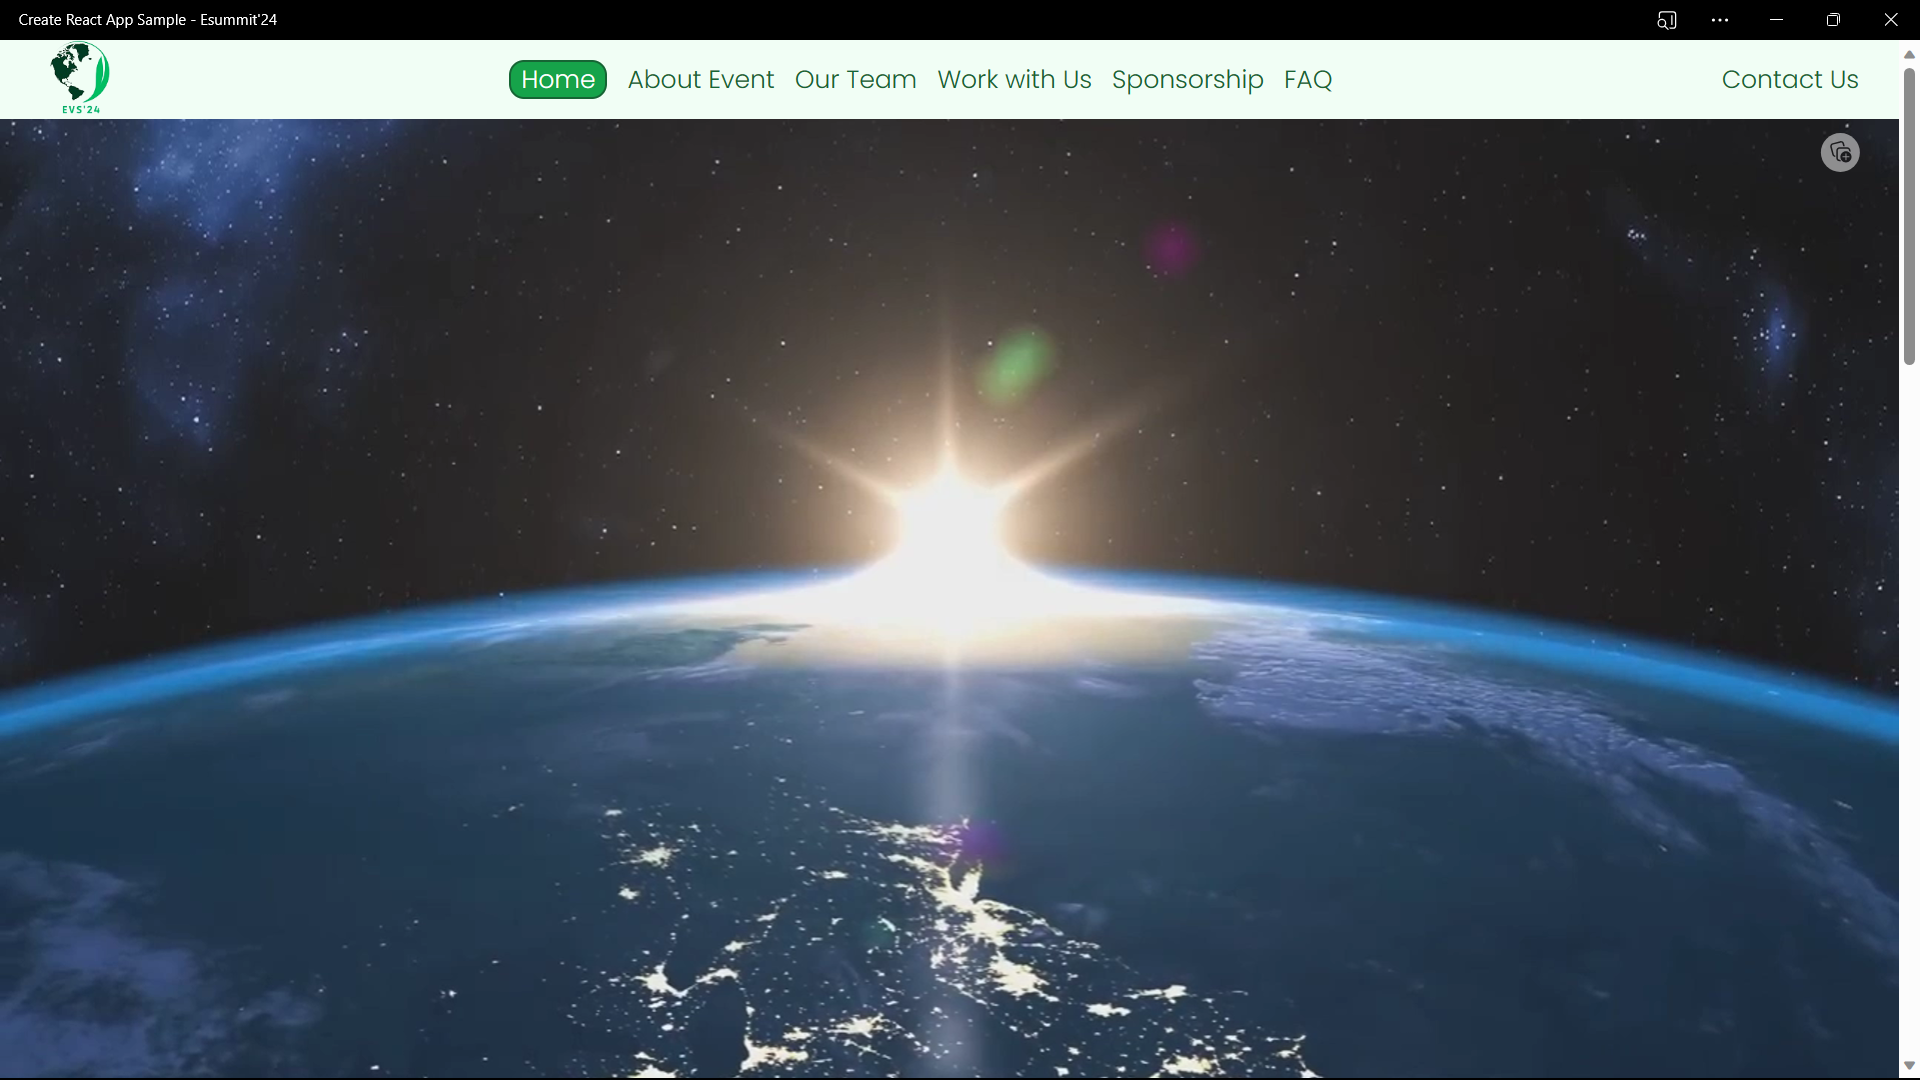 Create React App Sample - Esummit'24
EVS'24
Home About Event Our Team Work with Us Sponsorship FAQ Contact Us